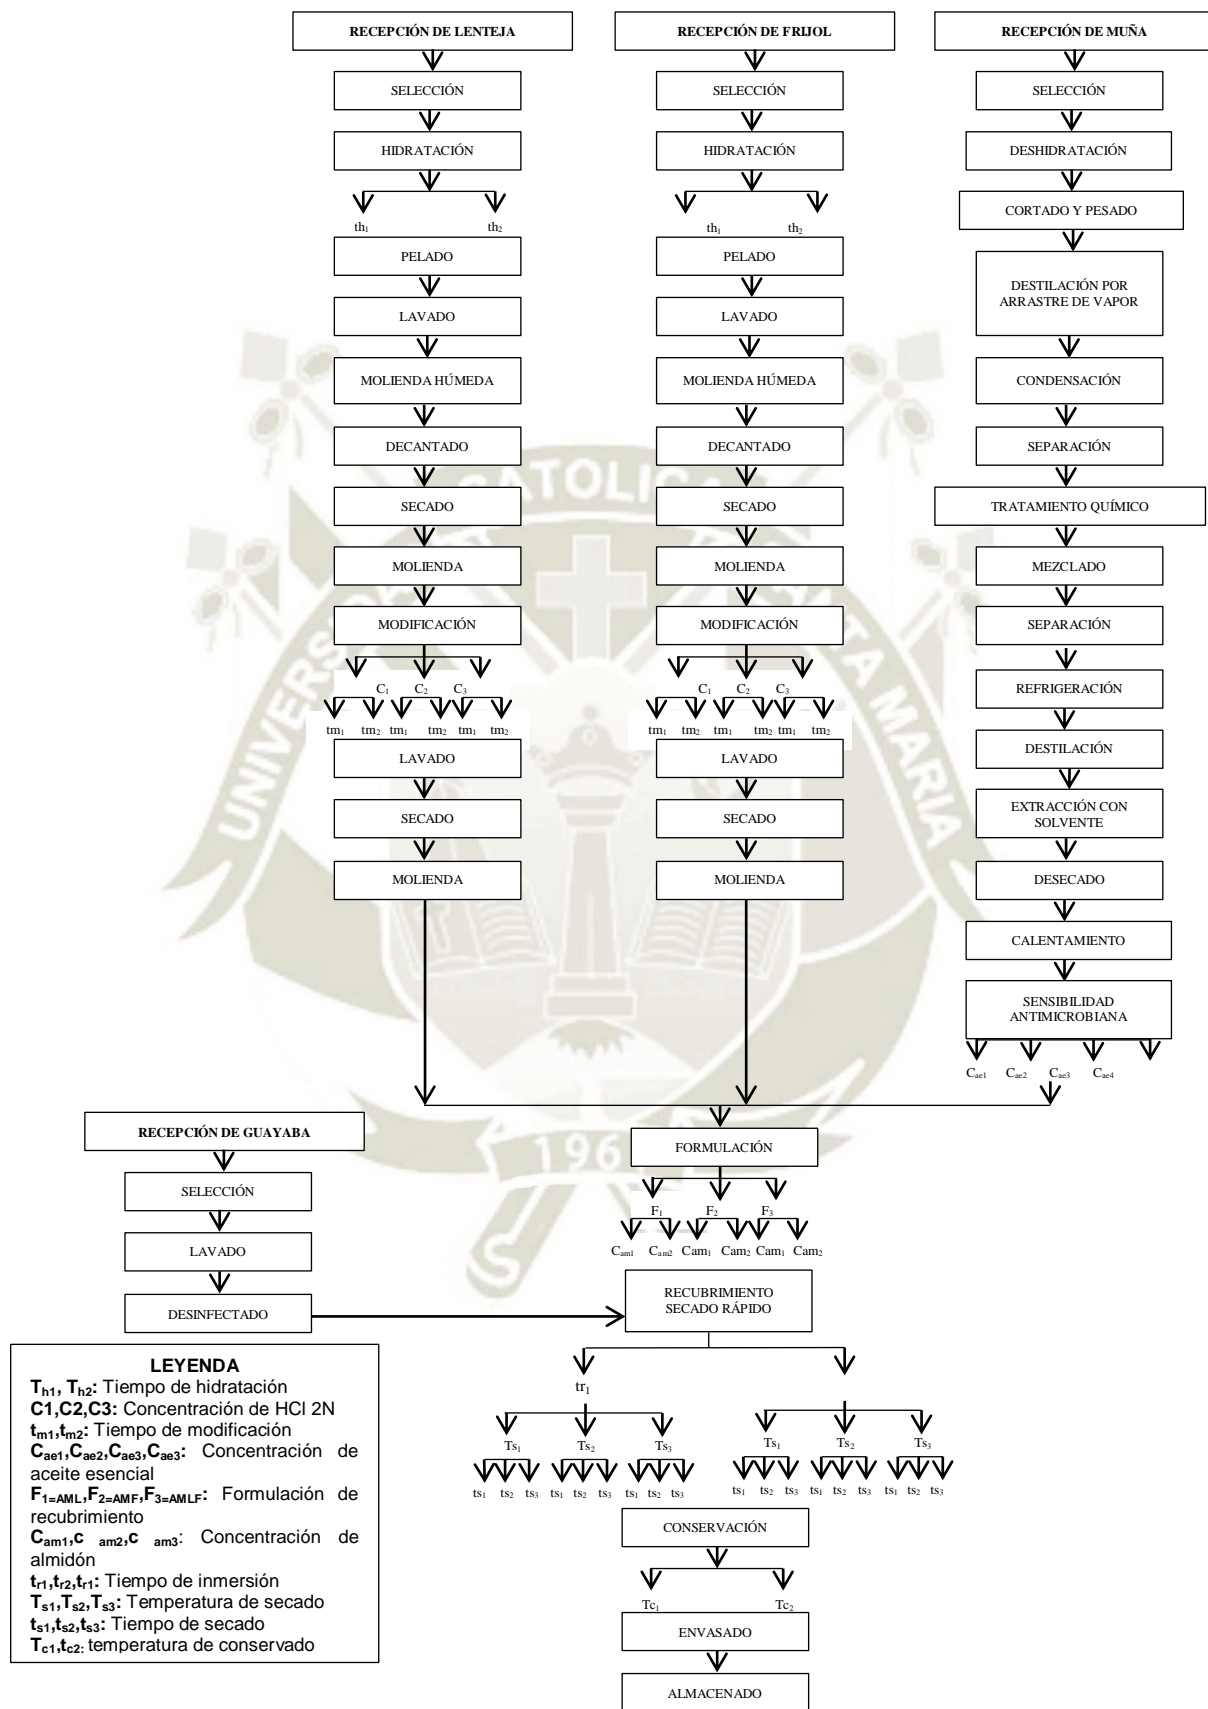 RECEPCIÓN DE LENTEJA
SELECCIÓN
HIDRATACIÓN
th₁ th₂
PELADO
LAVADO
MOLIENDA HÚMEDA
DECANTADO
SECADO
MOLIENDA
MODIFICACIÓN
C₁ C₂ C₃
tm₁ tm₂ tm₁ tm₂ tm₁ tm₂
LAVADO
SECADO
MOLIENDA
RECEPCIÓN DE FRIJOL
SELECCIÓN
HIDRATACIÓN
th₁ th₂
PELADO
LAVADO
MOLIENDA HÚMEDA
DECANTADO
SECADO
MOLIENDA
MODIFICACIÓN
C₁ C₂ C₃
tm₁ tm₂ tm₁ tm₂ tm₁ tm₂
LAVADO
SECADO
MOLIENDA
RECEPCIÓN DE MUÑA
SELECCIÓN
DESHIDRATACIÓN
CORTADO Y PESADO
DESTILACIÓN POR
ARRASTRE DE VAPOR
CONDENSACIÓN
SEPARACIÓN
TRATAMIENTO QUÍMICO
MEZCLADO
SEPARACIÓN
REFRIGERACIÓN
DESTILACIÓN
EXTRACCIÓN CON
SOLVENTE
DESECADO
CALENTAMIENTO
SENSIBILIDAD
ANTIMICROBIANA
Cae1 Cae2 Cae3 Cae4
RECEPCIÓN DE GUAYABA
SELECCIÓN
LAVADO
DESINFECTADO
FORMULACIÓN
F₁ F₂ F₃
Cam1 Cam2 Cam₁ Cam₂ Cam₁ Cam₂
RECUBRIMIENTO
SECADO RÁPIDO
tr₁
Ts₁ Ts₂ Ts₃ Ts₁ Ts₂ Ts₃
ts₁ ts₂ ts₃ ts₁ ts₂ ts₃ ts₁ ts₂ ts₃ ts₁ ts₂ ts₃ ts₁ ts₂ ts₃ ts₁ ts₂ ts₃
CONSERVACIÓN
Tc₁ Tc₂
ENVASADO
ALMACENADO
LEYENDA
Th1, Th2: Tiempo de hidratación
C1,C2,C3: Concentración de HCl 2N
tm1,tm2: Tiempo de modificación
Cae1,Cae2,Cae3,Cae3: Concentración de
aceite esencial
F1=AML,F2=AMF,F3=AMLF: Formulación de
recubrimiento
Cam1,c am2,c am3: Concentración de
almidón
tr1,tr2,tr1: Tiempo de inmersión
Ts1,Ts2,Ts3: Temperatura de secado
ts1,ts2,ts3: Tiempo de secado
Tc1,tc2: temperatura de conservado